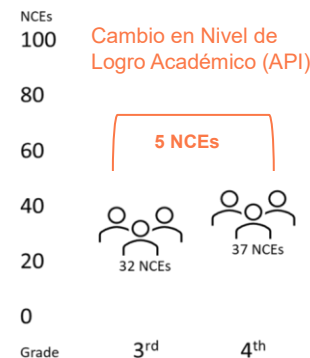 NCEs
100
Cambio en Nivel de
Logro Académico (API)
80
60
5 NCEs
40
20
32 NCEs
37 NCEs
0
Grade
3rd
4th